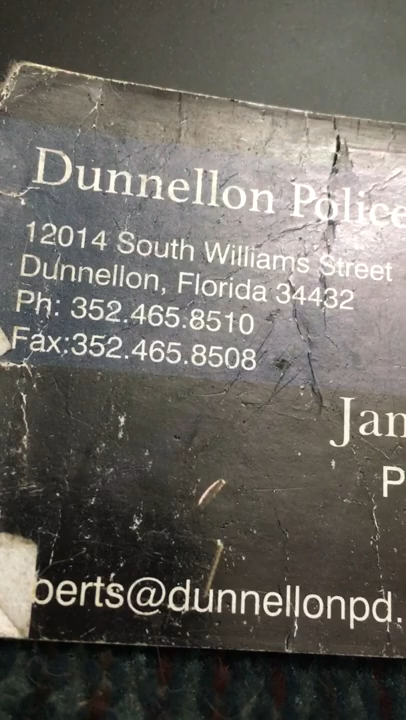 Dunnellon Police
12014 South Williams Street
Dunnellon, Florida 34432
Ph: 352.465.8510
Fax:352.465.8508
Jan
P
berts@dunnellonpd.